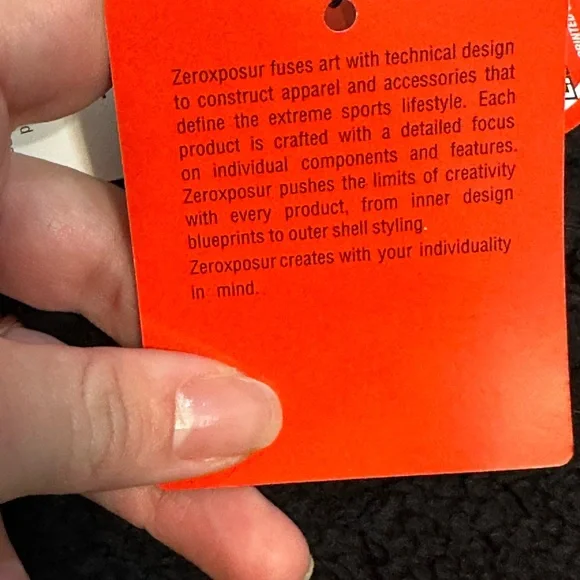 Zeroxposur fuses art with technical design
to construct apparel and accessories that
define the extreme sports lifestyle. Each
product is crafted with a detailed focus
on individual components and features.
Zeroxposur pushes the limits of creativity
with every product, from inner design
blueprints to outer shell styling.
Zeroxposur creates with your individuality
in mind.